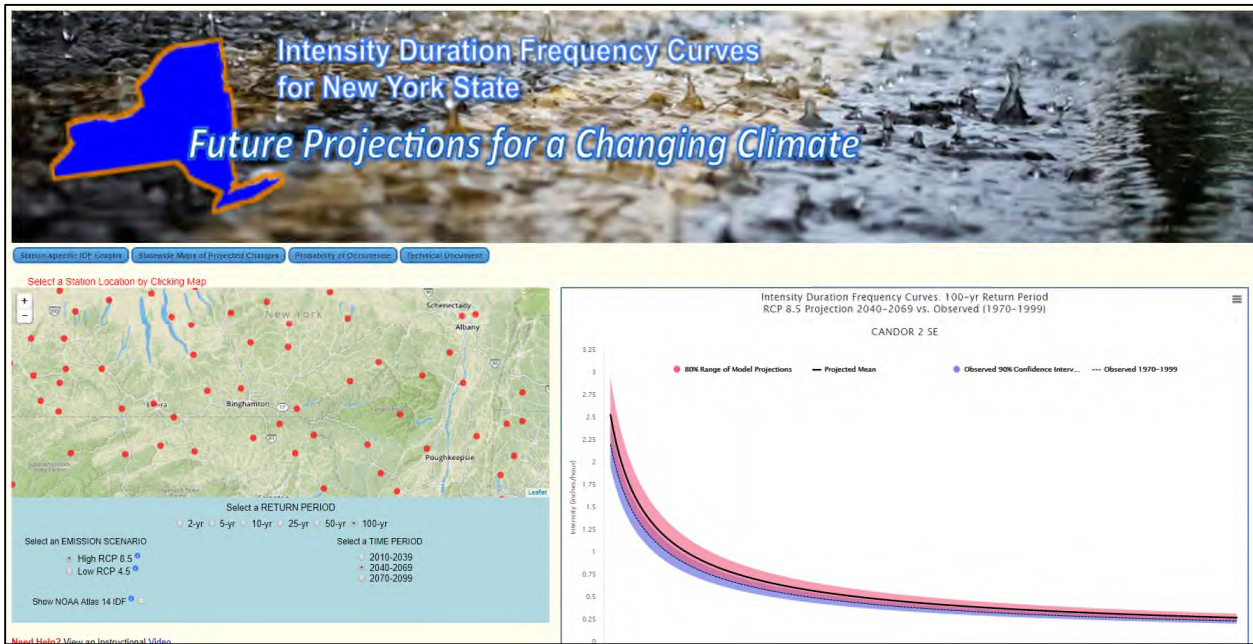 Intensity Duration Frequency Curves
for New York State
Future Projections for a Changing Climate
Station-specific IDF Graphs
Statewide Maps of Projected Changes
Probability of Occurrence
Technical Document
Select a Station Location by Clicking Map
+
−
New York
Schenectady
Albany
Elmira
Binghamton
Poughkeepsie
Leaflet
Select a RETURN PERIOD
2-yr 5-yr 10-yr 25-yr 50-yr 100-yr
Select an EMISSION SCENARIO
High RCP 8.5
Low RCP 4.5
Select a TIME PERIOD
2010-2039
2040-2069
2070-2099
Show NOAA Atlas 14 IDF
Need Help? View an Instructional Video
Intensity Duration Frequency Curves. 100-yr Return Period
RCP 8.5 Projection 2040-2069 vs. Observed (1970-1999)
CANDOR 2 SE
80% Range of Model Projections
Projected Mean
Observed 90% Confidence Interv...
Observed 1970-1999
Intensity (inches/hour)
3.25
3
2.75
2.5
2.25
2
1.75
1.5
1.25
1
0.75
0.5
0.25
0